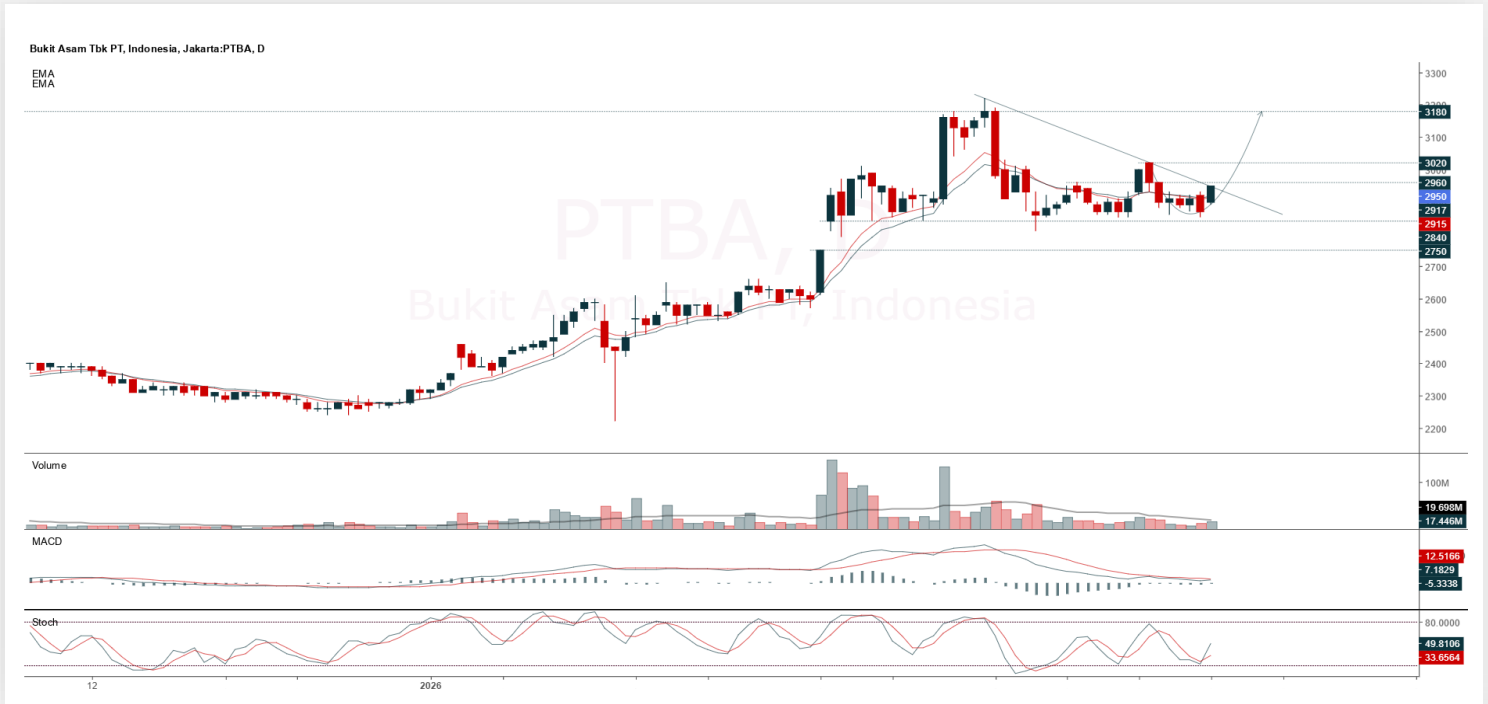 Bukit Asam Tbk PT, Indonesia, Jakarta:PTBA, D
EMA
EMA
PTBA, D
Bukit Asam Tbk PT, Indonesia
3300
3180
3100
3020
2960
2950
2917
2915
2840
2750
2700
2600
2500
2400
2300
2200
Volume
100M
19.698M
17.446M
MACD
12.5166
7.1829
-5.3338
Stoch
80.0000
49.8106
33.6564
12
2026